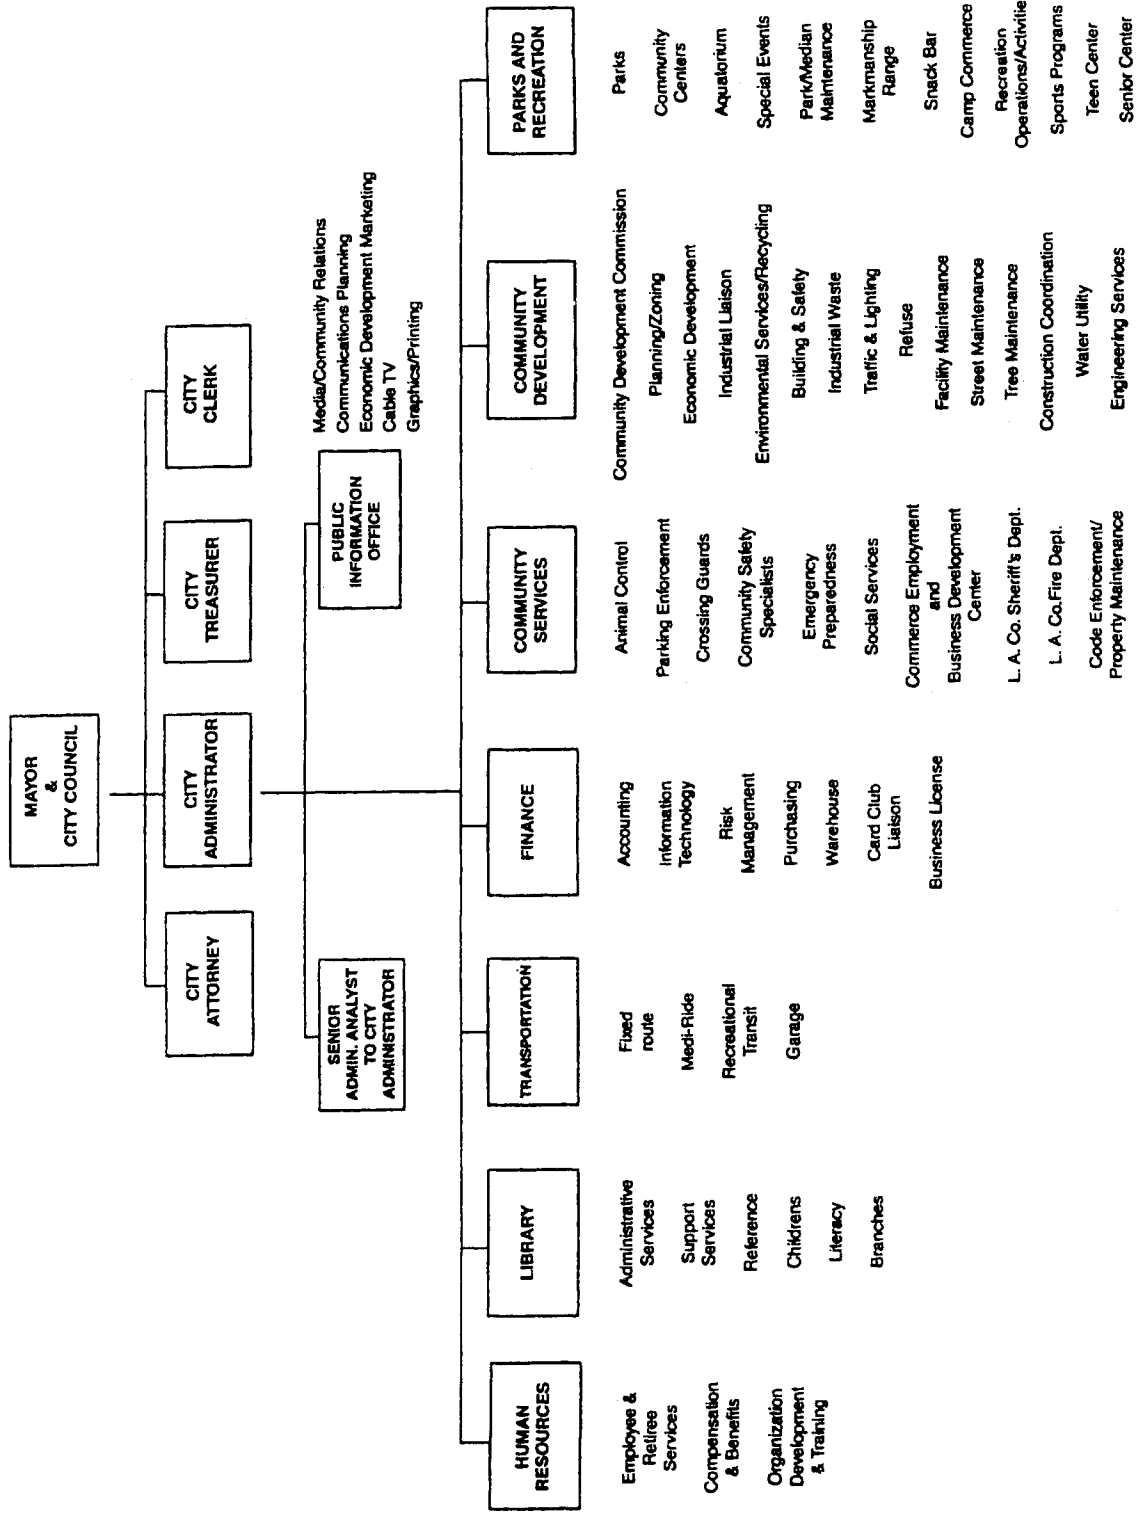 MAYOR
&
CITY COUNCIL
CITY
ATTORNEY
CITY
ADMINISTRATOR
CITY
TREASURER
CITY
CLERK
SENIOR
ADMIN. ANALYST
TO CITY
ADMINISTRATOR
PUBLIC
INFORMATION
OFFICE
Media/Community Relations
Communications Planning
Economic Development Marketing
Cable TV
Graphics/Printing
HUMAN
RESOURCES
Employee &
Retiree
Services
Compensation
& Benefits
Organization
Development
& Training
LIBRARY
Administrative
Services
Support
Services
Reference
Childrens
Literacy
Branches
TRANSPORTATION
Fixed
route
Medi-Ride
Recreational
Transit
Garage
FINANCE
Accounting
Information
Technology
Risk
Management
Purchasing
Warehouse
Card Club
Liaison
Business License
COMMUNITY
SERVICES
Animal Control
Parking Enforcement
Crossing Guards
Community Safety
Specialists
Emergency
Preparedness
Social Services
Commerce Employment
and
Business Development
Center
L. A. Co. Sheriff's Dept.
L. A. Co.Fire Dept.
Code Enforcement/
Property Maintenance
COMMUNITY
DEVELOPMENT
Community Development Commission
Planning/Zoning
Economic Development
Industrial Liaison
Environmental Services/Recycling
Building & Safety
Industrial Waste
Traffic & Lighting
Refuse
Facility Maintenance
Street Maintenance
Tree Maintenance
Construction Coordination
Water Utility
Engineering Services
PARKS AND
RECREATION
Parks
Community
Centers
Aquatorium
Special Events
Park/Median
Maintenance
Markmanship
Range
Snack Bar
Camp Commerce
Recreation
Operations/Activitie
Sports Programs
Teen Center
Senior Center